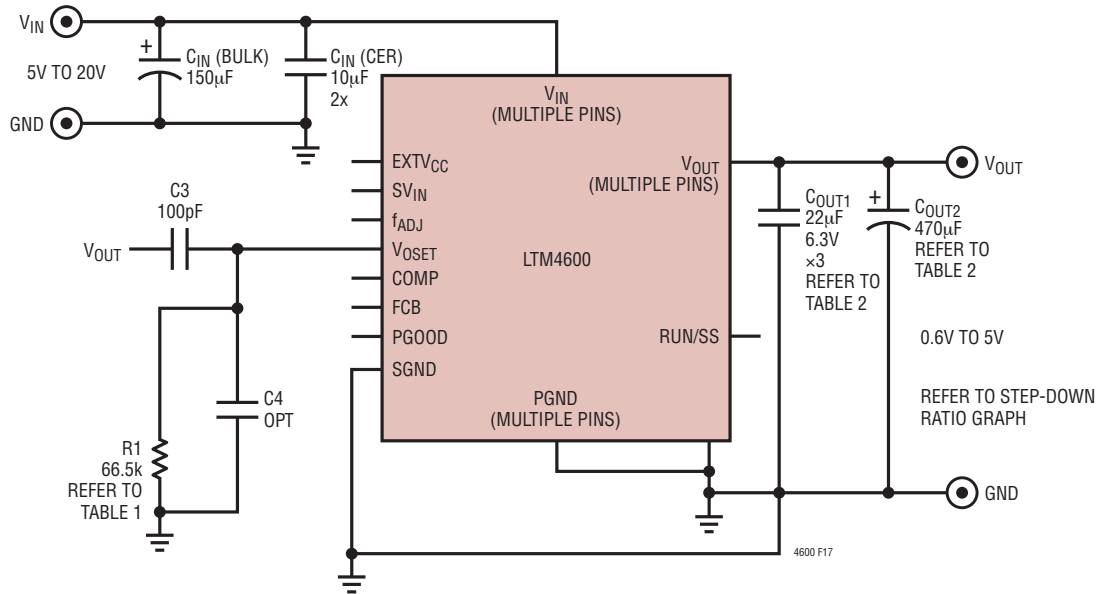 VIN
5V TO 20V
GND
+
CIN (BULK)
150µF
CIN (CER)
10µF
2x
VIN
(MULTIPLE PINS)
EXTVCC
SVIN
fADJ
VOSET
COMP
FCB
PGOOD
SGND
LTM4600
VOUT
(MULTIPLE PINS)
RUN/SS
PGND
(MULTIPLE PINS)
C3
100pF
VOUT
C4
OPT
R1
66.5k
REFER TO
TABLE 1
VOUT
COUT1
22µF
6.3V
×3
REFER TO
TABLE 2
+
COUT2
470µF
REFER TO
TABLE 2
0.6V TO 5V
REFER TO STEP-DOWN
RATIO GRAPH
GND
4600 F17